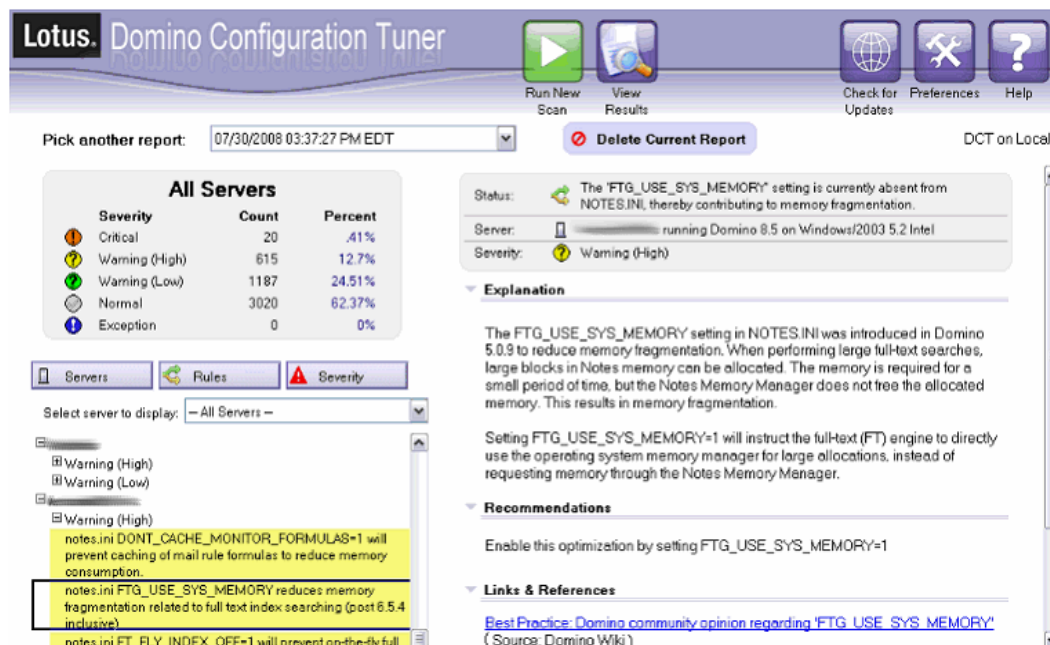 Lotus. Domino Configuration Tuner
Run New
Scan
View
Results
Check for
Updates
Preferences
Help
Pick another report: 07/30/2008 03:37:27 PM EDT
Delete Current Report
DCT on Local
All Servers
Severity Count Percent
Critical 20 .41%
Warning (High) 615 12.7%
Warning (Low) 1187 24.51%
Normal 3020 62.37%
Exception 0 0%
Servers Rules Severity
Select server to display: -- All Servers --
Warning (High)
Warning (Low)
Warning (High)
notes.ini DONT_CACHE_MONITOR_FORMULAS=1 will
prevent caching of mail rule formulas to reduce memory
consumption.
notes.ini FTG_USE_SYS_MEMORY reduces memory
fragmentation related to full text index searching (post 6.5.4
inclusive)
notes.ini FT_FLY_INDEX_OFF=1 will prevent on-the-fly full
Status: The 'FTG_USE_SYS_MEMORY' setting is currently absent from
NOTES.INI, thereby contributing to memory fragmentation.
Server: running Domino 8.5 on Windows/2003 5.2 Intel
Severity: Warning (High)
Explanation
The FTG_USE_SYS_MEMORY setting in NOTES.INI was introduced in Domino
5.0.9 to reduce memory fragmentation. When performing large full-text searches,
large blocks in Notes memory can be allocated. The memory is required for a
small period of time, but the Notes Memory Manager does not free the allocated
memory. This results in memory fragmentation.
Setting FTG_USE_SYS_MEMORY=1 will instruct the full-text (FT) engine to directly
use the operating system memory manager for large allocations, instead of
requesting memory through the Notes Memory Manager.
Recommendations
Enable this optimization by setting FTG_USE_SYS_MEMORY=1
Links & References
Best Practice: Domino community opinion regarding 'FTG_USE_SYS_MEMORY'
( Source: Domino Wiki )